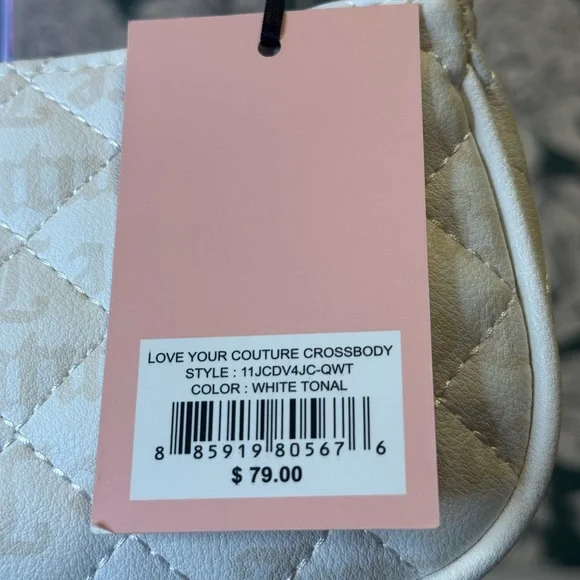 LOVE YOUR COUTURE CROSSBODY
STYLE : 11JCDV4JC-QWT
COLOR : WHITE TONAL
8 85919 80567 6
$ 79.00